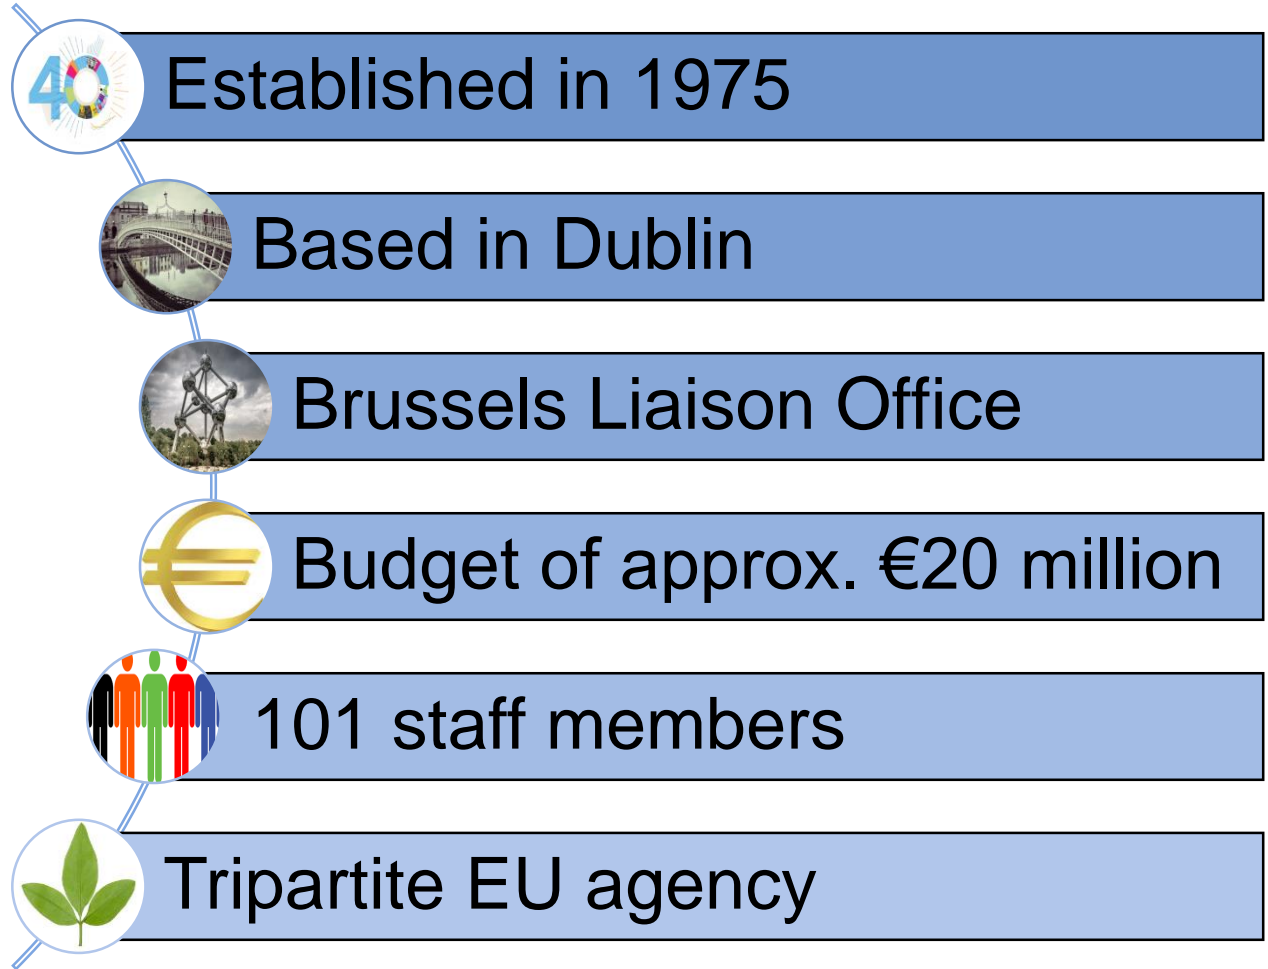 40
Established in 1975
Based in Dublin
Brussels Liaison Office
Budget of approx. €20 million
101 staff members
Tripartite EU agency